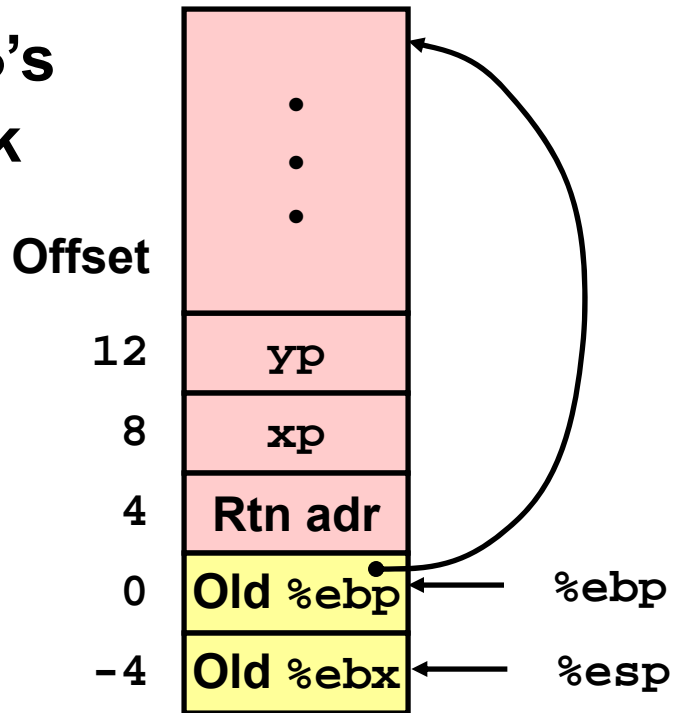 Offset
12 yp
8 xp
4 Rtn adr
0 Old %ebp %ebp
-4 Old %ebx %esp